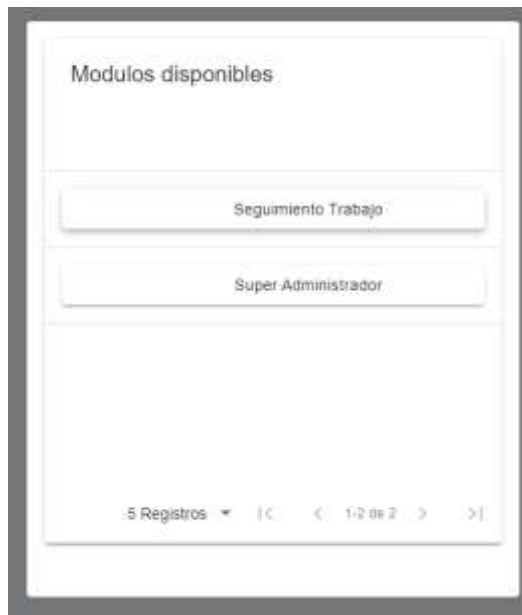 Modulos disponibles
Seguimiento Trabajo
Super Administrador
5 Registros 1-2 de 2